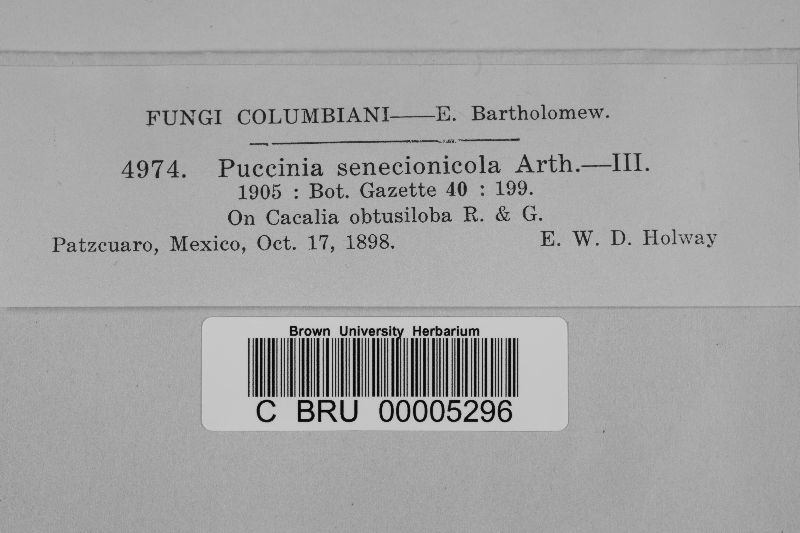 FUNGI COLUMBIANI——E. Bartholomew.
4974. Puccinia senecionicola Arth.—III.
1905 : Bot. Gazette 40 : 199.
On Cacalia obtusiloba R. & G.
Patzcuaro, Mexico, Oct. 17, 1898. E. W. D. Holway
Brown University Herbarium
C BRU 00005296